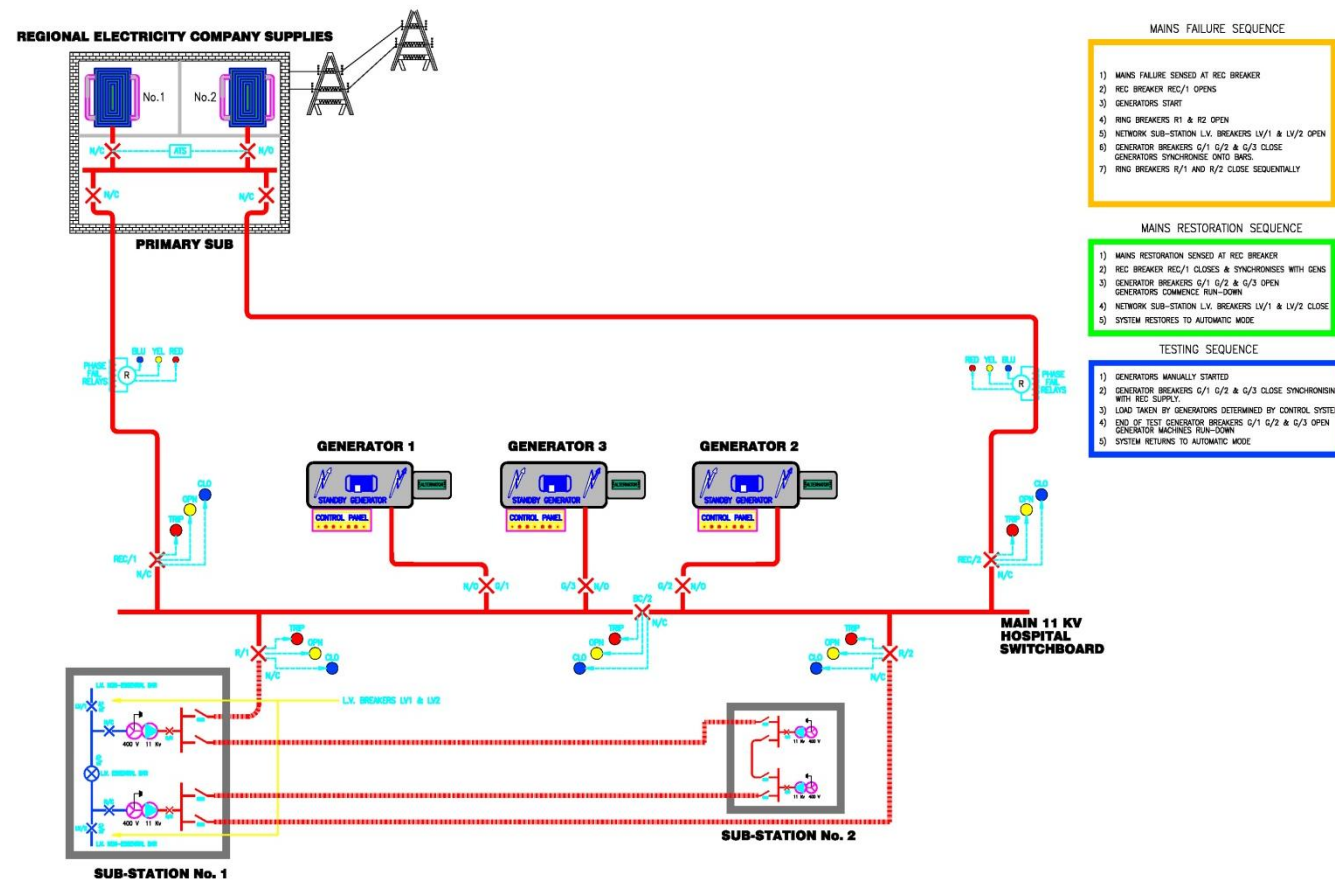 REGIONAL ELECTRICITY COMPANY SUPPLIES
No.1
No.2
N/C
ATS
N/O
N/C
N/C
PRIMARY SUB
MAINS FAILURE SEQUENCE
1) MAINS FAILURE SENSED AT REC BREAKER
2) REC BREAKER REC/1 OPENS
3) GENERATORS START
4) RING BREAKERS R1 & R2 OPEN
5) NETWORK SUB-STATION L.V. BREAKERS LV/1 & LV/2 OPEN
6) GENERATOR BREAKERS G/1 G/2 & G/3 CLOSE
GENERATORS SYNCHRONISE ONTO BARS.
7) RING BREAKERS R/1 AND R/2 CLOSE SEQUENTIALLY
MAINS RESTORATION SEQUENCE
1) MAINS RESTORATION SENSED AT REC BREAKER
2) REC BREAKER REC/1 CLOSES & SYNCHRONISES WITH GENS
3) GENERATOR BREAKERS G/1 G/2 & G/3 OPEN
GENERATORS COMMENCE RUN-DOWN
4) NETWORK SUB-STATION L.V. BREAKERS LV/1 & LV/2 CLOSE
5) SYSTEM RESTORES TO AUTOMATIC MODE
TESTING SEQUENCE
1) GENERATORS MANUALLY STARTED
2) GENERATOR BREAKERS G/1 G/2 & G/3 CLOSE SYNCHRONISIN
WITH REC SUPPLY.
3) LOAD TAKEN BY GENERATORS DETERMINED BY CONTROL SYSTE
4) END OF TEST GENERATOR BREAKERS G/1 G/2 & G/3 OPEN
GENERATOR MACHINES RUN-DOWN
5) SYSTEM RETURNS TO AUTOMATIC MODE
BLU YEL RED
PHASE
FAIL
RELAYS
R
RED YEL BLU
R
PHASE
FAIL
RELAYS
GENERATOR 1
GENERATOR 3
GENERATOR 2
STANDBY GENERATOR
ALTERNATOR
CONTROL PANEL
STANDBY GENERATOR
ALTERNATOR
CONTROL PANEL
STANDBY GENERATOR
ALTERNATOR
CONTROL PANEL
CLO
OPN
TRIP
REC/1
N/C
CLO
OPN
TRIP
REC/2
N/C
N/O G/1
G/3 N/O
G/2 N/O
BC/2
N/C
MAIN 11 KV
HOSPITAL
SWITCHBOARD
TRIP
OPN
CLO
R/1
N/C
TRIP
OPN
CLO
TRIP
OPN
CLO
R/2
N/C
L.V. BREAKERS LV1 & LV2
400 V 11 Kv
400 V 11 Kv
11 Kv 400 V
11 Kv 400 V
SUB-STATION No. 2
SUB-STATION No. 1